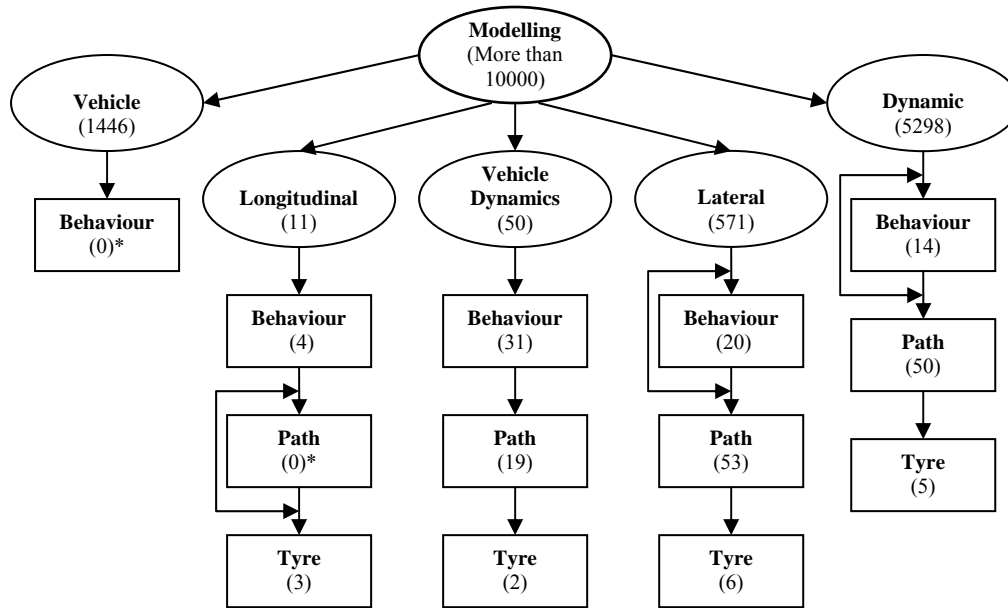 Modelling
(More than
10000)
Vehicle
(1446)
Dynamic
(5298)
Longitudinal
(11)
Vehicle
Dynamics
(50)
Lateral
(571)
Behaviour
(0)*
Behaviour
(14)
Behaviour
(4)
Behaviour
(31)
Behaviour
(20)
Path
(50)
Path
(0)*
Path
(19)
Path
(53)
Tyre
(5)
Tyre
(3)
Tyre
(2)
Tyre
(6)